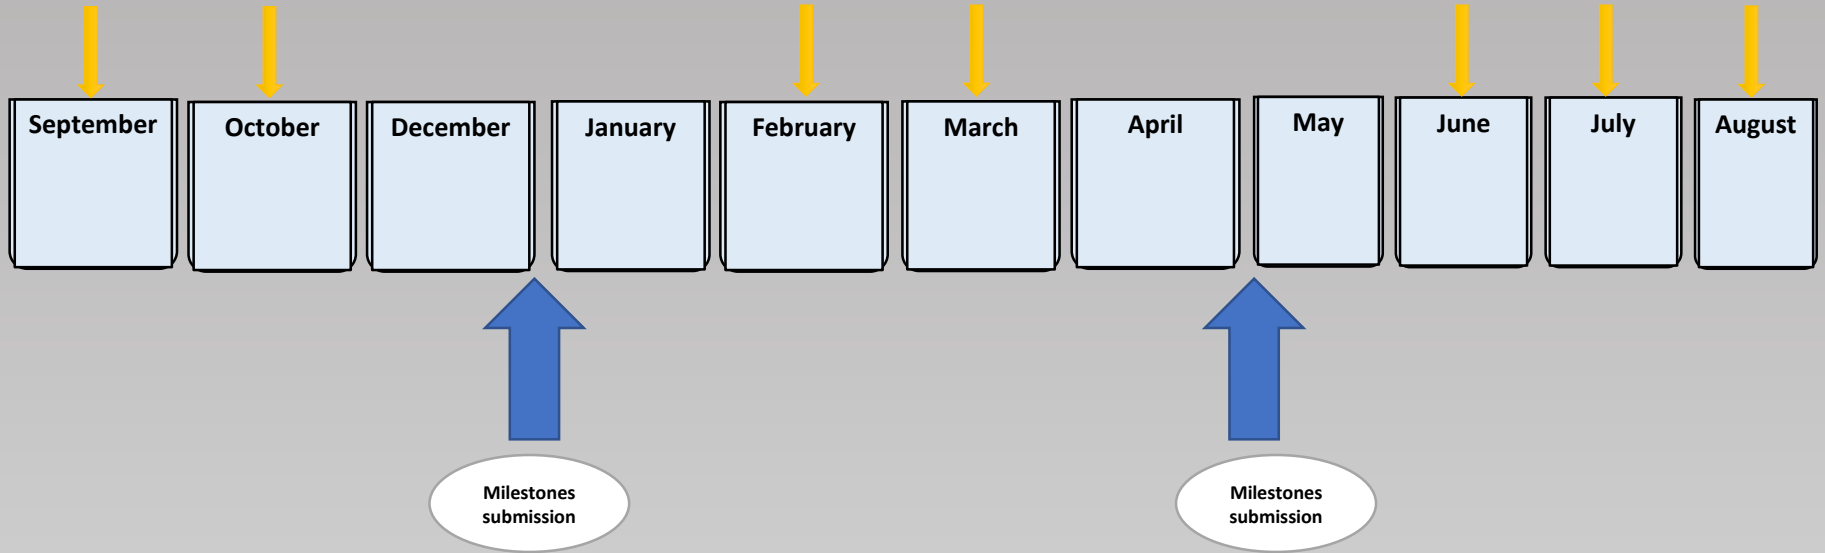 September
October
December
January
February
March
April
May
June
July
August
Milestones
submission
Milestones
submission